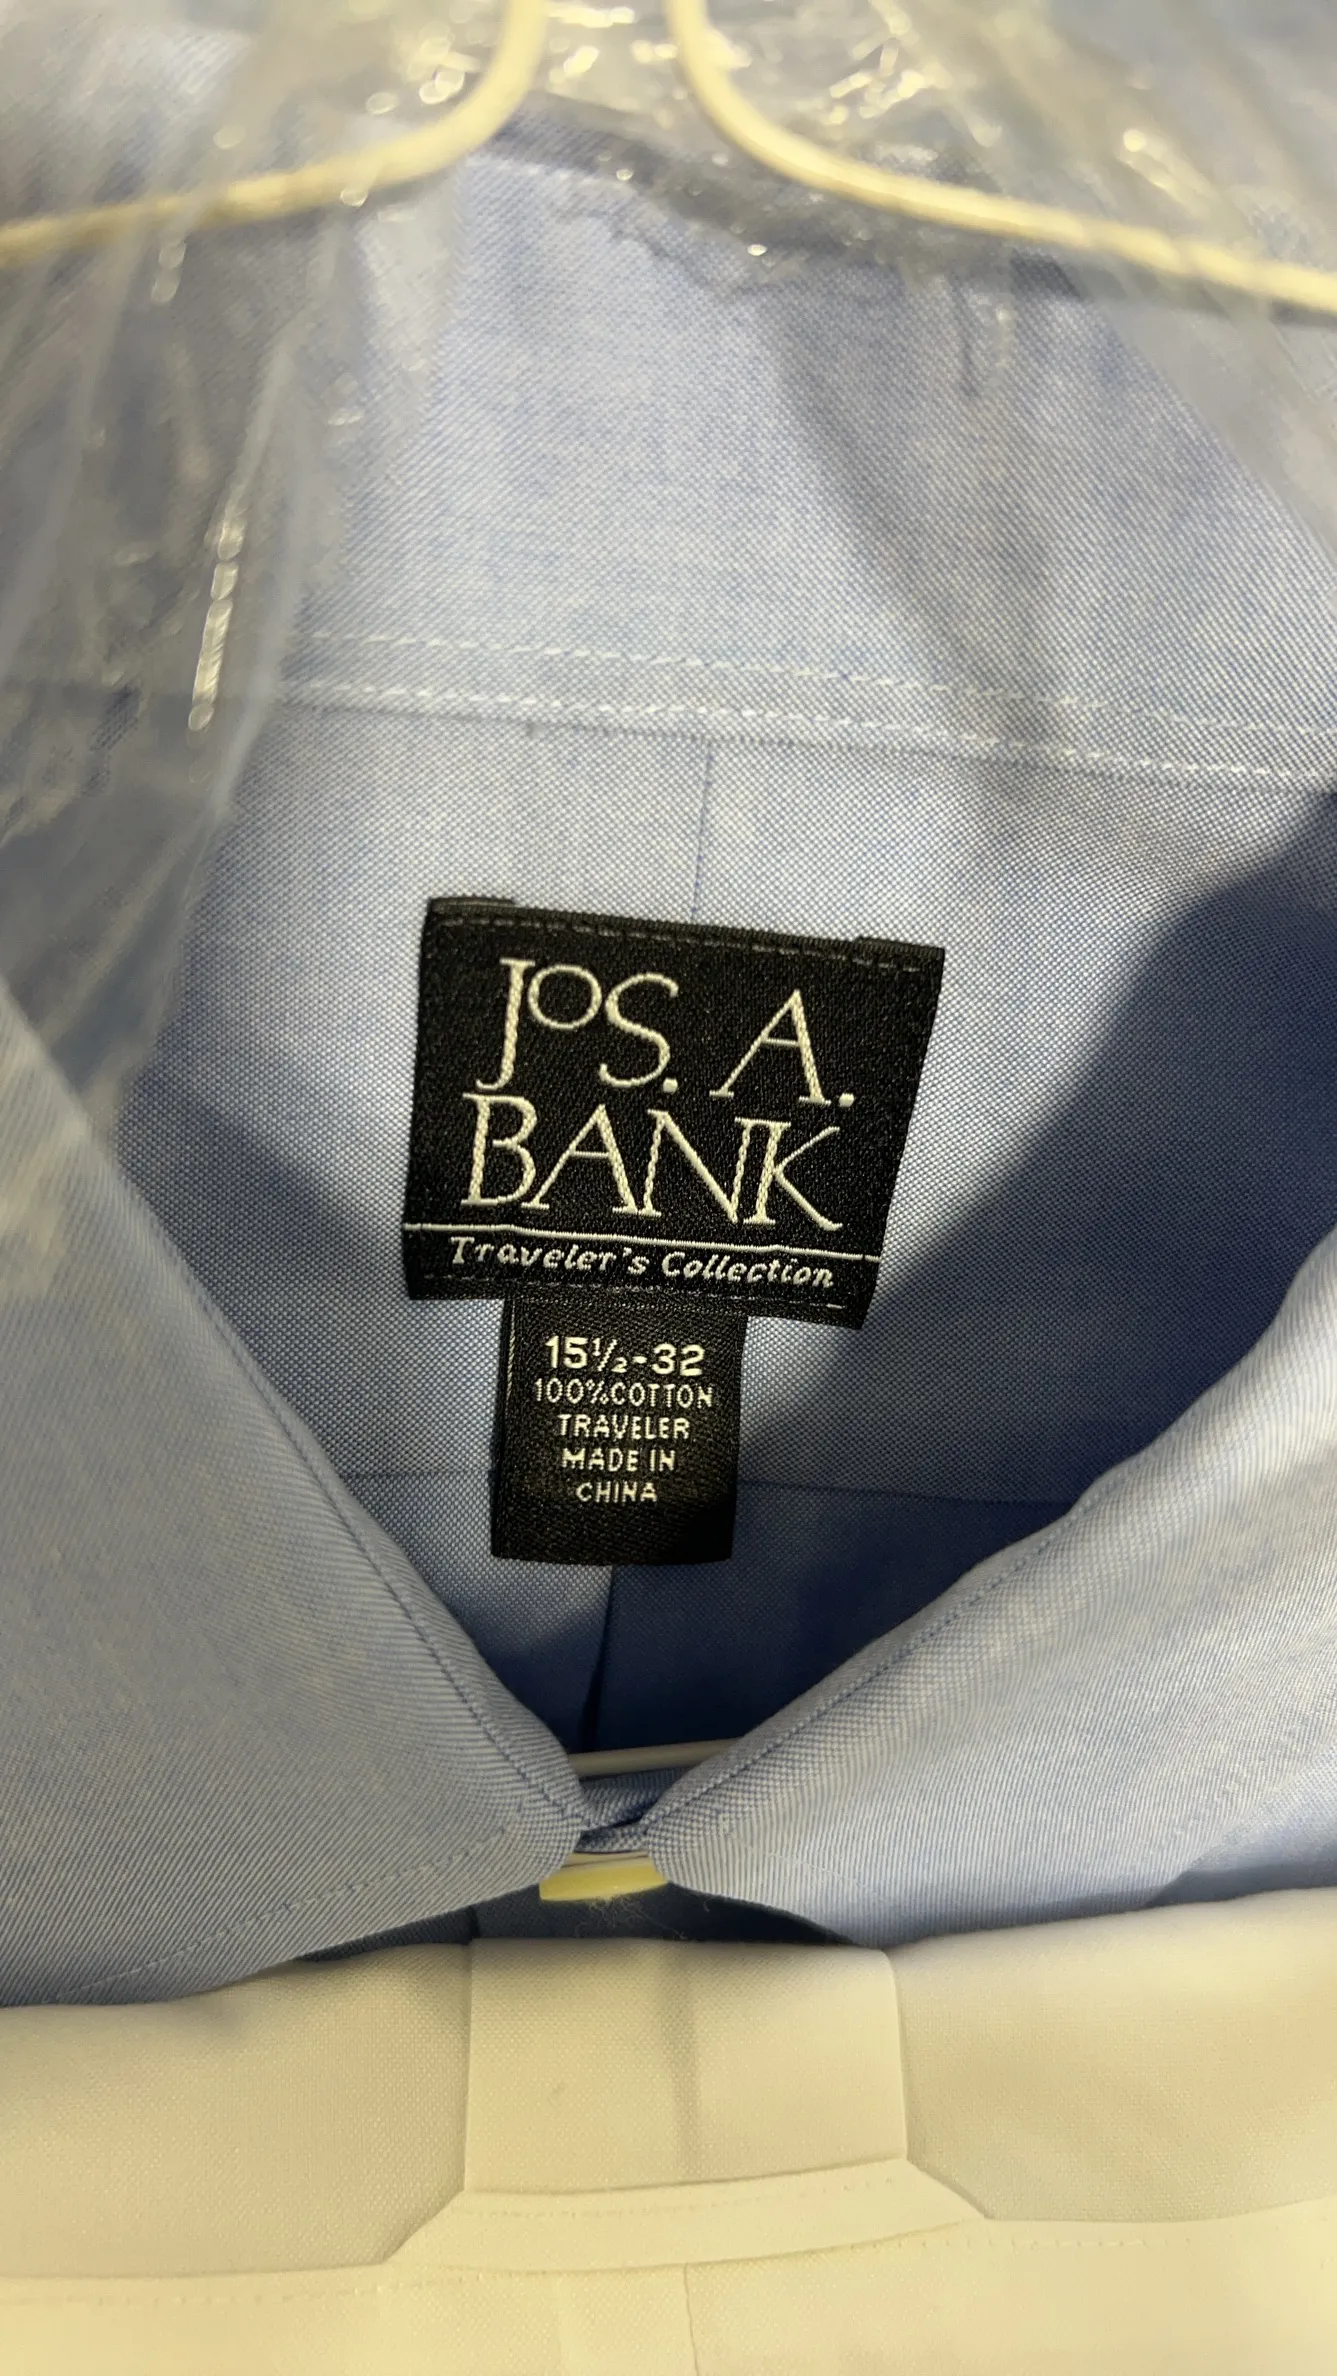 JOS. A.
BANK
Traveler's Collection
15½-32
100%COTTON
TRAVELER
MADE IN
CHINA